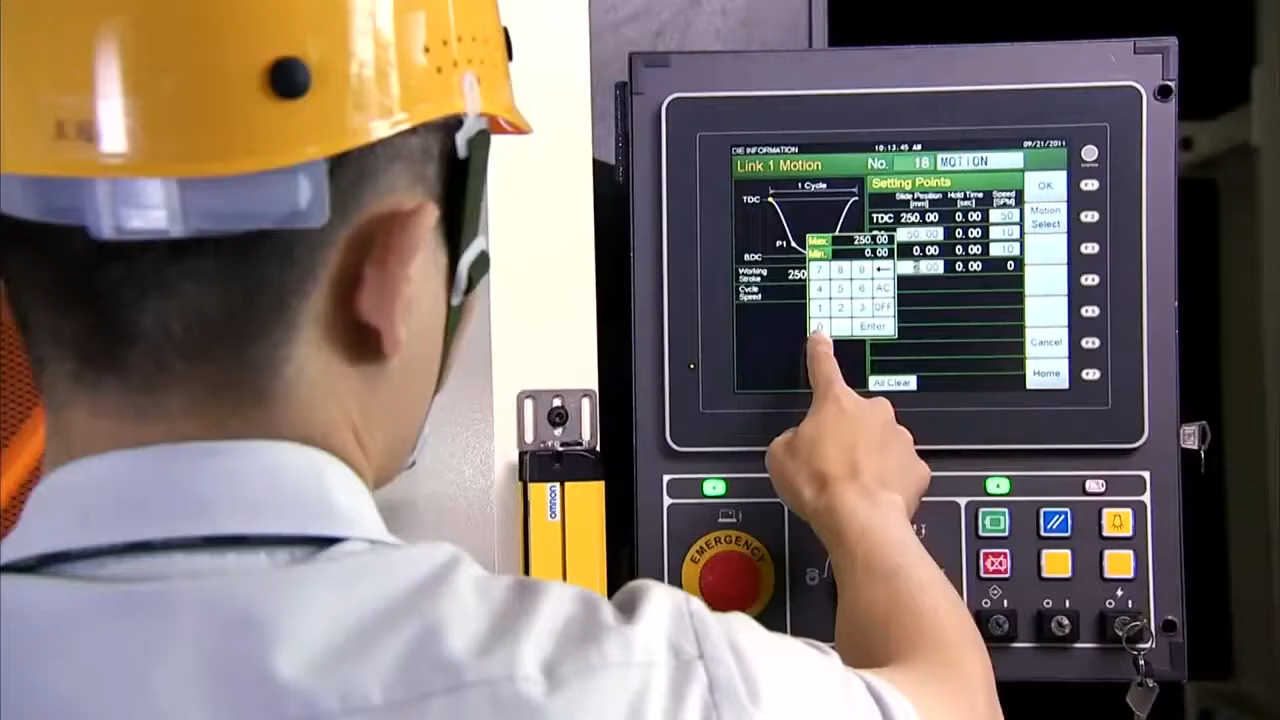 DIE INFORMATION 10:13:45 AM 09/21/2011
Link 1 Motion No. 18 MOTION
SYSTEM
1 Cycle
Setting Points
OK
F1
TDC
Slide Position [mm] Hold Time [sec] Speed [SPM]
TDC 250.00 0.00 50
Motion Select
F2
50.00 0.00 10
P1
Max. 250.00
0.00 0.00 10
F3
BDC
Min. 0.00
.00 0.00 0
Working Stroke 250
7 8 9 ←
F4
Cycle Speed
4 5 6 AC
1 2 3 OFF
F5
0 Enter
Cancel
F6
Home
F7
All Clear
OMRON
EMERGENCY
O I
O I
O I